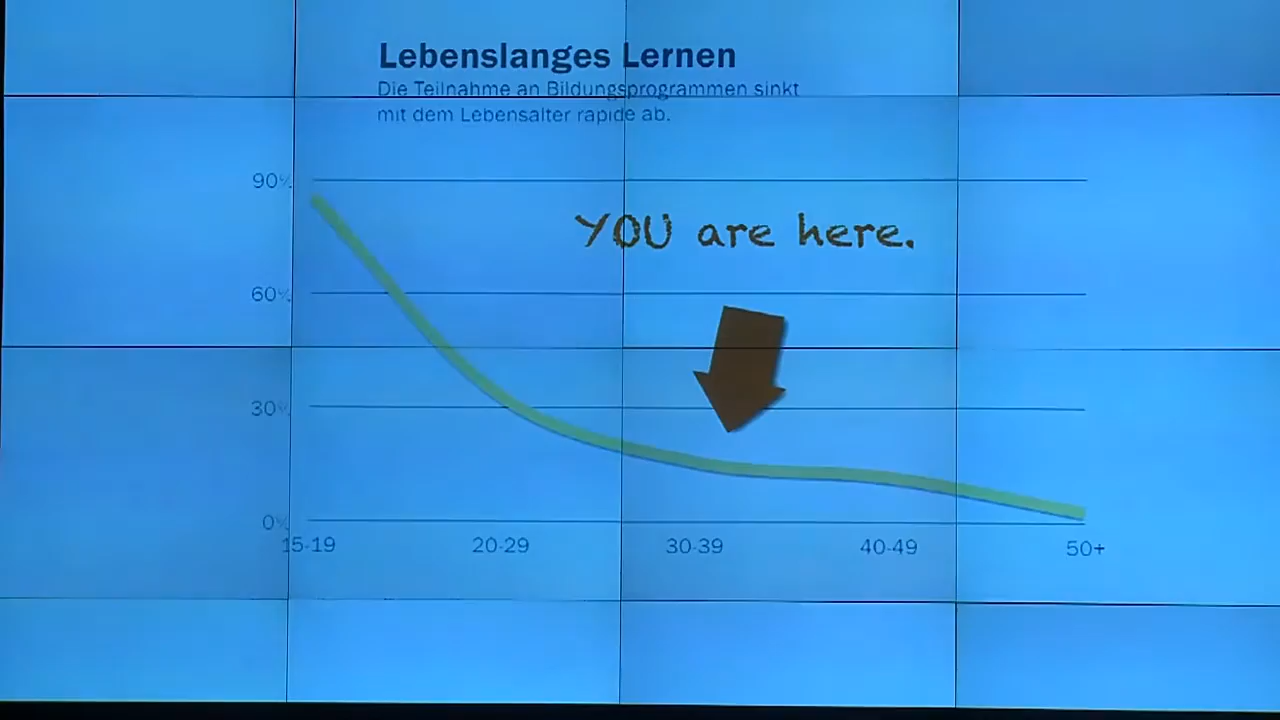 Lebenslanges Lernen
Die Teilnahme an Bildungsprogrammen sinkt
mit dem Lebensalter rapide ab.
90%
YOU are here.
60%
30%
0%
15-19 20-29 30-39 40-49 50+